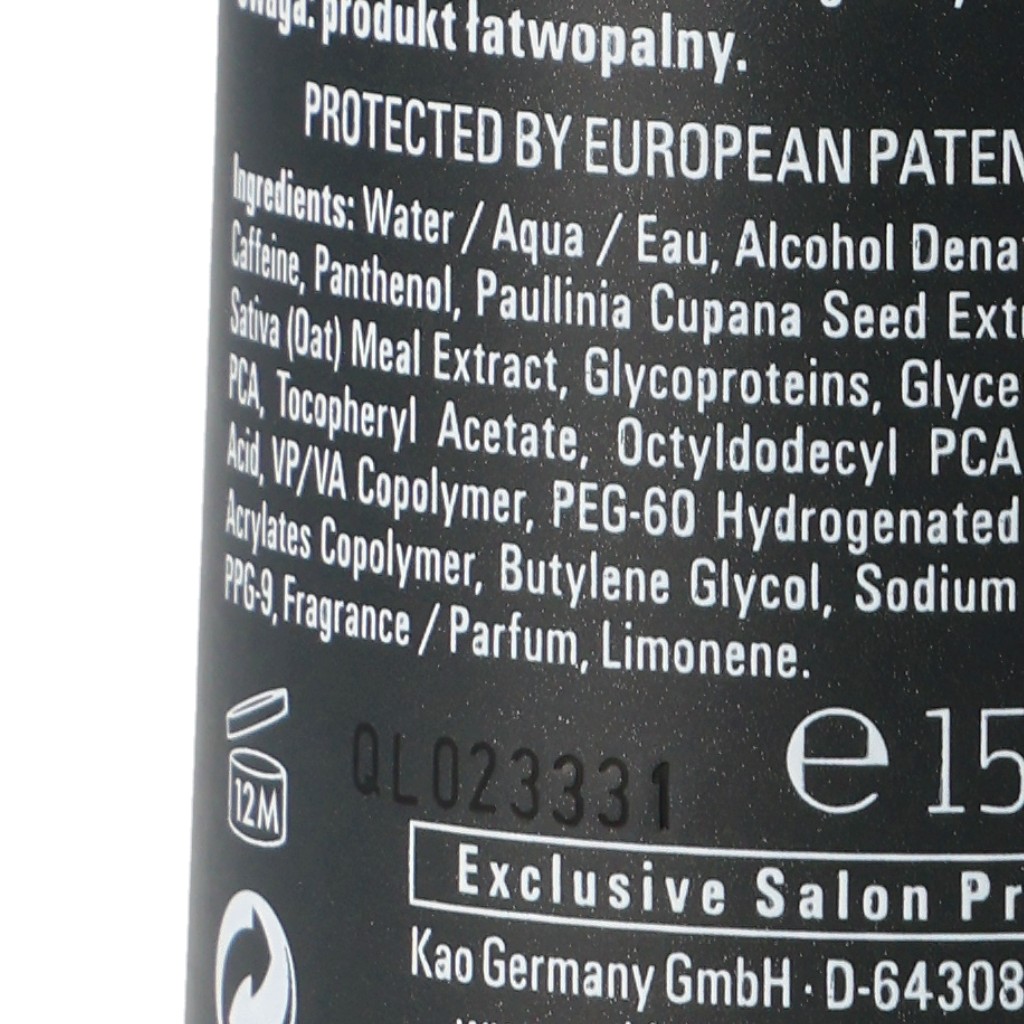 produkt łatwopalny.
PROTECTED BY EUROPEAN PATEN
Ingredients: Water / Aqua / Eau, Alcohol Dena
Caffeine, Panthenol, Paullinia Cupana Seed Ext
Sativa (Oat) Meal Extract, Glycoproteins, Glyce
PCA, Tocopheryl Acetate, Octyldodecyl PCA
Acid, VP/VA Copolymer, PEG-60 Hydrogenated
Acrylates Copolymer, Butylene Glycol, Sodium
PPG-9, Fragrance / Parfum, Limonene.
12M
QL023331
e 15
Exclusive Salon Pr
Kao Germany GmbH · D-64308